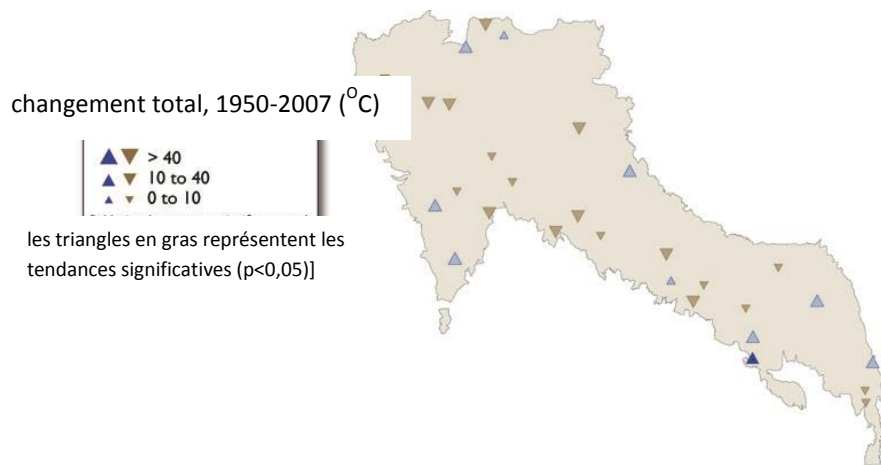 changement total, 1950-2007 (°C)
> 40
10 to 40
0 to 10
les triangles en gras représentent les
tendances significatives (p<0,05)]